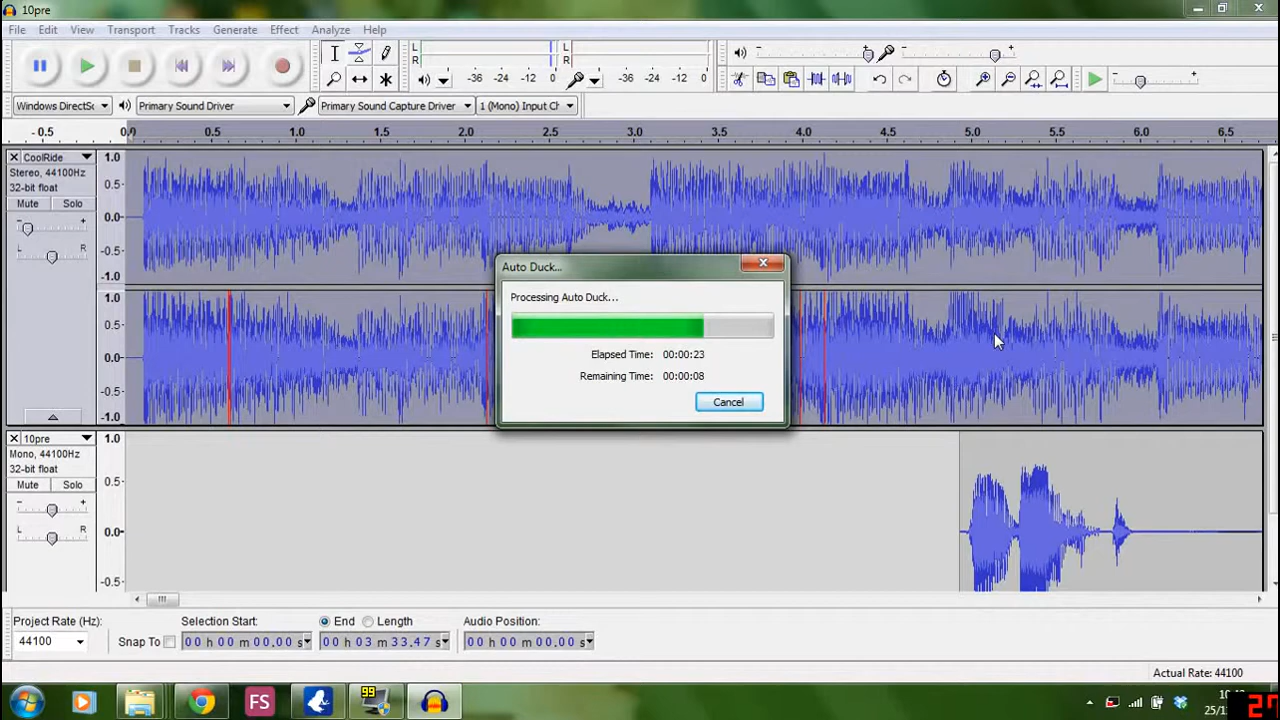 10pre
File Edit View Transport Tracks Generate Effect Analyze Help
L R -36 -24 -12 0 L R -36 -24 -12 0
Windows DirectSo Primary Sound Driver Primary Sound Capture Driver 1 (Mono) Input Ch
- 0.5 0.0 0.5 1.0 1.5 2.0 2.5 3.0 3.5 4.0 4.5 5.0 5.5 6.0 6.5
CoolRide
Stereo, 44100Hz
32-bit float
Mute Solo
- +
L R
1.0
0.5
0.0
-0.5
-1.0
1.0
0.5
0.0
-0.5
-1.0
Auto Duck...
Processing Auto Duck...
Elapsed Time: 00:00:23
Remaining Time: 00:00:08
Cancel
10pre
Mono, 44100Hz
32-bit float
Mute Solo
- +
L R
1.0
0.5
0.0
-0.5
Project Rate (Hz):
44100
Snap To
Selection Start:
00 h 00 m 00.00 s
End Length
00 h 03 m 33.47 s
Audio Position:
00 h 00 m 00.00 s
Actual Rate: 44100
FS
99